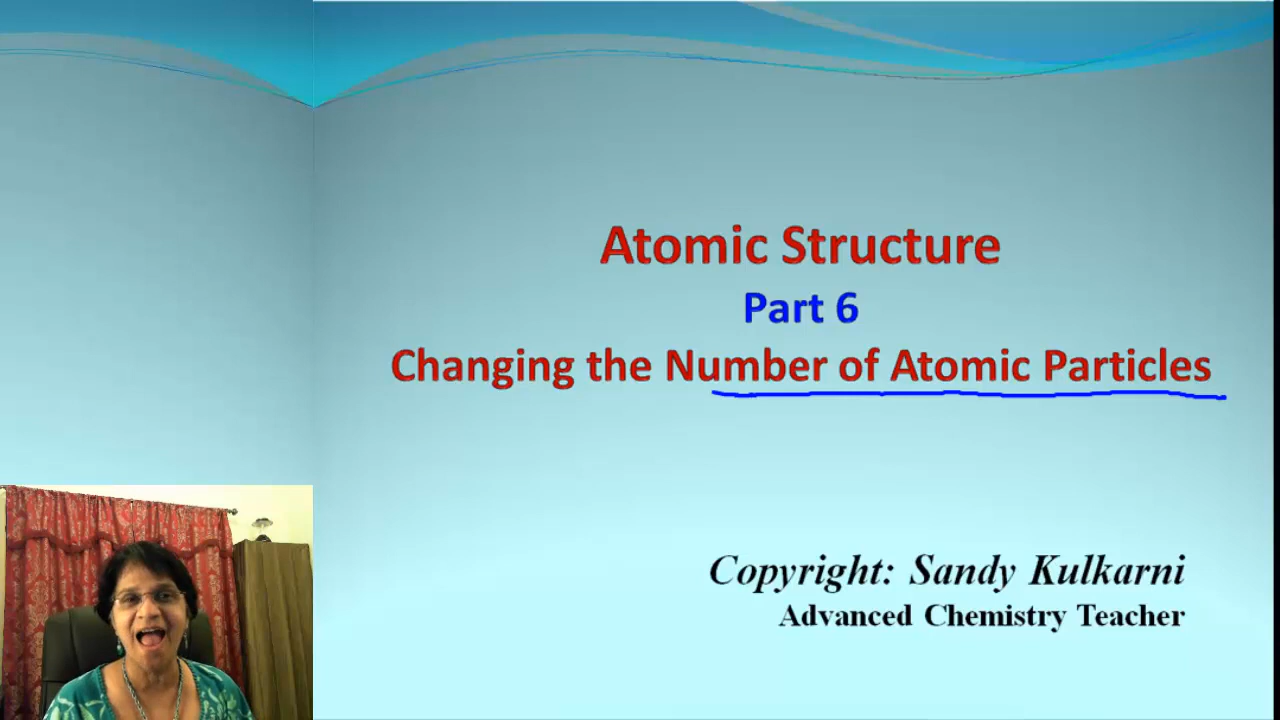 Atomic Structure
Part 6
Changing the Number of Atomic Particles
Copyright: Sandy Kulkarni
Advanced Chemistry Teacher